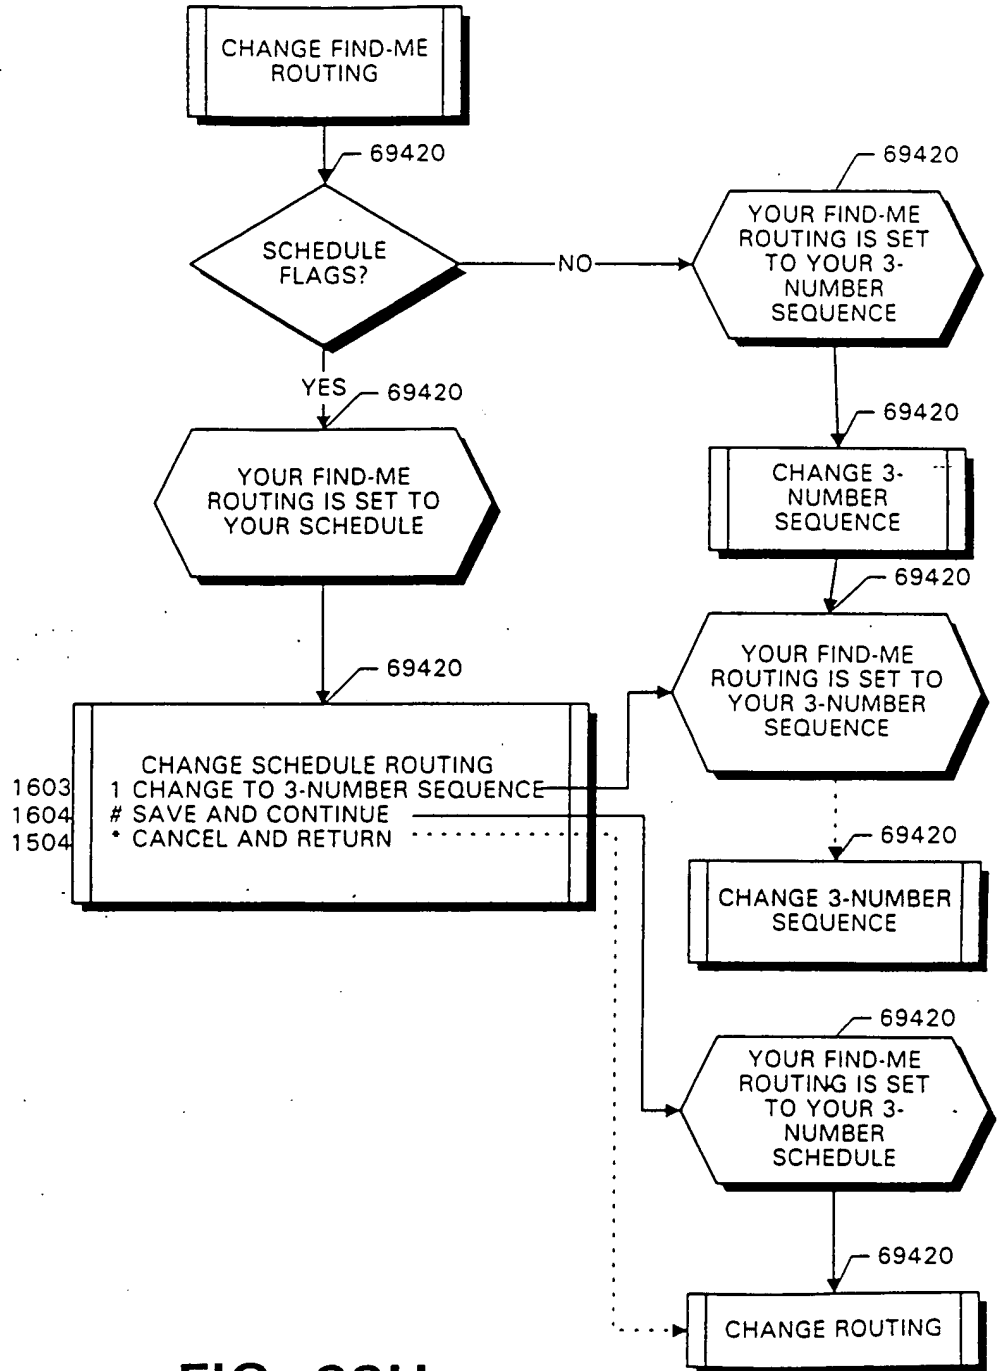 CHANGE FIND-ME
ROUTING
69420
SCHEDULE
FLAGS?
NO
69420
YOUR FIND-ME
ROUTING IS SET
TO YOUR 3-
NUMBER
SEQUENCE
YES
69420
YOUR FIND-ME
ROUTING IS SET TO
YOUR SCHEDULE
69420
CHANGE 3-
NUMBER
SEQUENCE
69420
YOUR FIND-ME
ROUTING IS SET TO
YOUR 3-NUMBER
SEQUENCE
69420
CHANGE SCHEDULE ROUTING
1603 1 CHANGE TO 3-NUMBER SEQUENCE
1604 # SAVE AND CONTINUE
1504 * CANCEL AND RETURN
69420
CHANGE 3-NUMBER
SEQUENCE
69420
YOUR FIND-ME
ROUTING IS SET
TO YOUR 3-
NUMBER
SCHEDULE
69420
CHANGE ROUTING